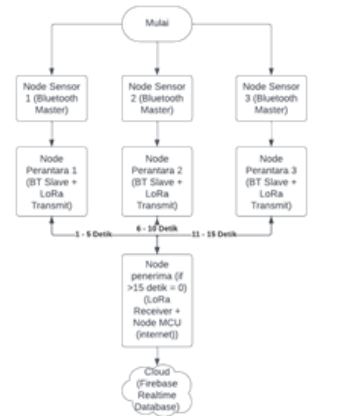 Mulai
Node Sensor
1 (Bluetooth
Master)
Node Sensor
2 (Bluetooth
Master)
Node Sensor
3 (Bluetooth
Master)
Node
Perantara 1
(BT Slave +
LoRa
Transmit)
Node
Perantara 2
(BT Slave +
LoRa
Transmit)
Node
Perantara 3
(BT Slave +
LoRa
Transmit)
1 - 5 Detik
6 - 10 Detik
11 - 15 Detik
Node
penerima (if
>15 detik = 0)
(LoRa
Receiver +
Node MCU
(internet))
Cloud
(Firebase
Realtime
Database)